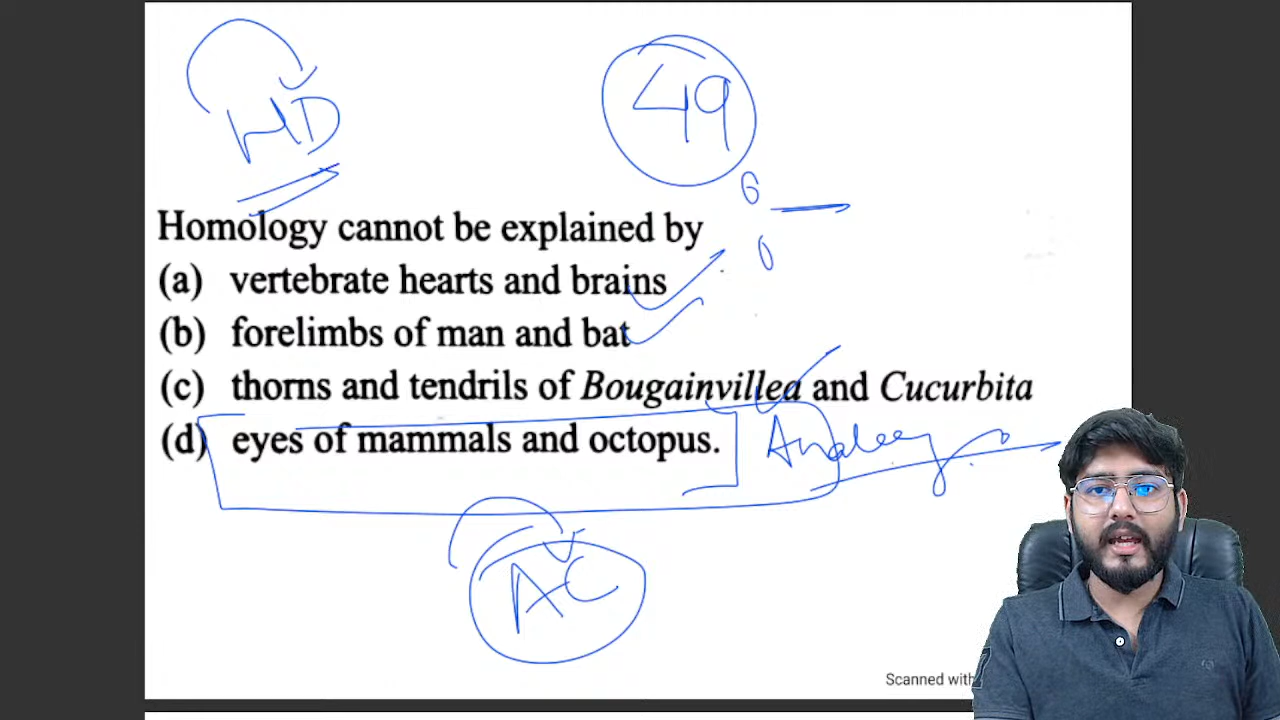 HD
49
6
0
Homology cannot be explained by
(a) vertebrate hearts and brains
(b) forelimbs of man and bat
(c) thorns and tendrils of Bougainvillea and Cucurbita
(d) eyes of mammals and octopus.
Analogy
AC
Scanned with